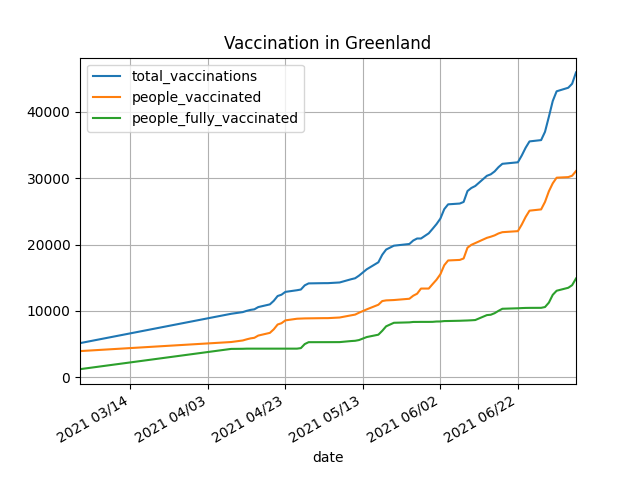 Vaccination in Greenland
total_vaccinations
people_vaccinated
people_fully_vaccinated
40000
30000
20000
10000
0
2021 03/14
2021 04/03
2021 04/23
2021 05/13
2021 06/02
2021 06/22
date